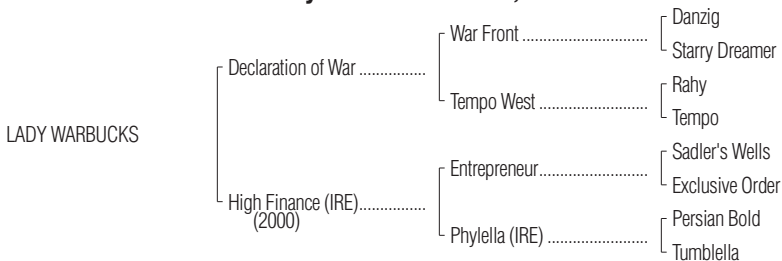 Danzig
War Front ..............................
Starry Dreamer
Declaration of War ................
Rahy
Tempo West ..........................
Tempo
LADY WARBUCKS
Sadler's Wells
Entrepreneur..........................
Exclusive Order
High Finance (IRE)................
(2000)
Persian Bold
Phylella (IRE) ........................
Tumblella